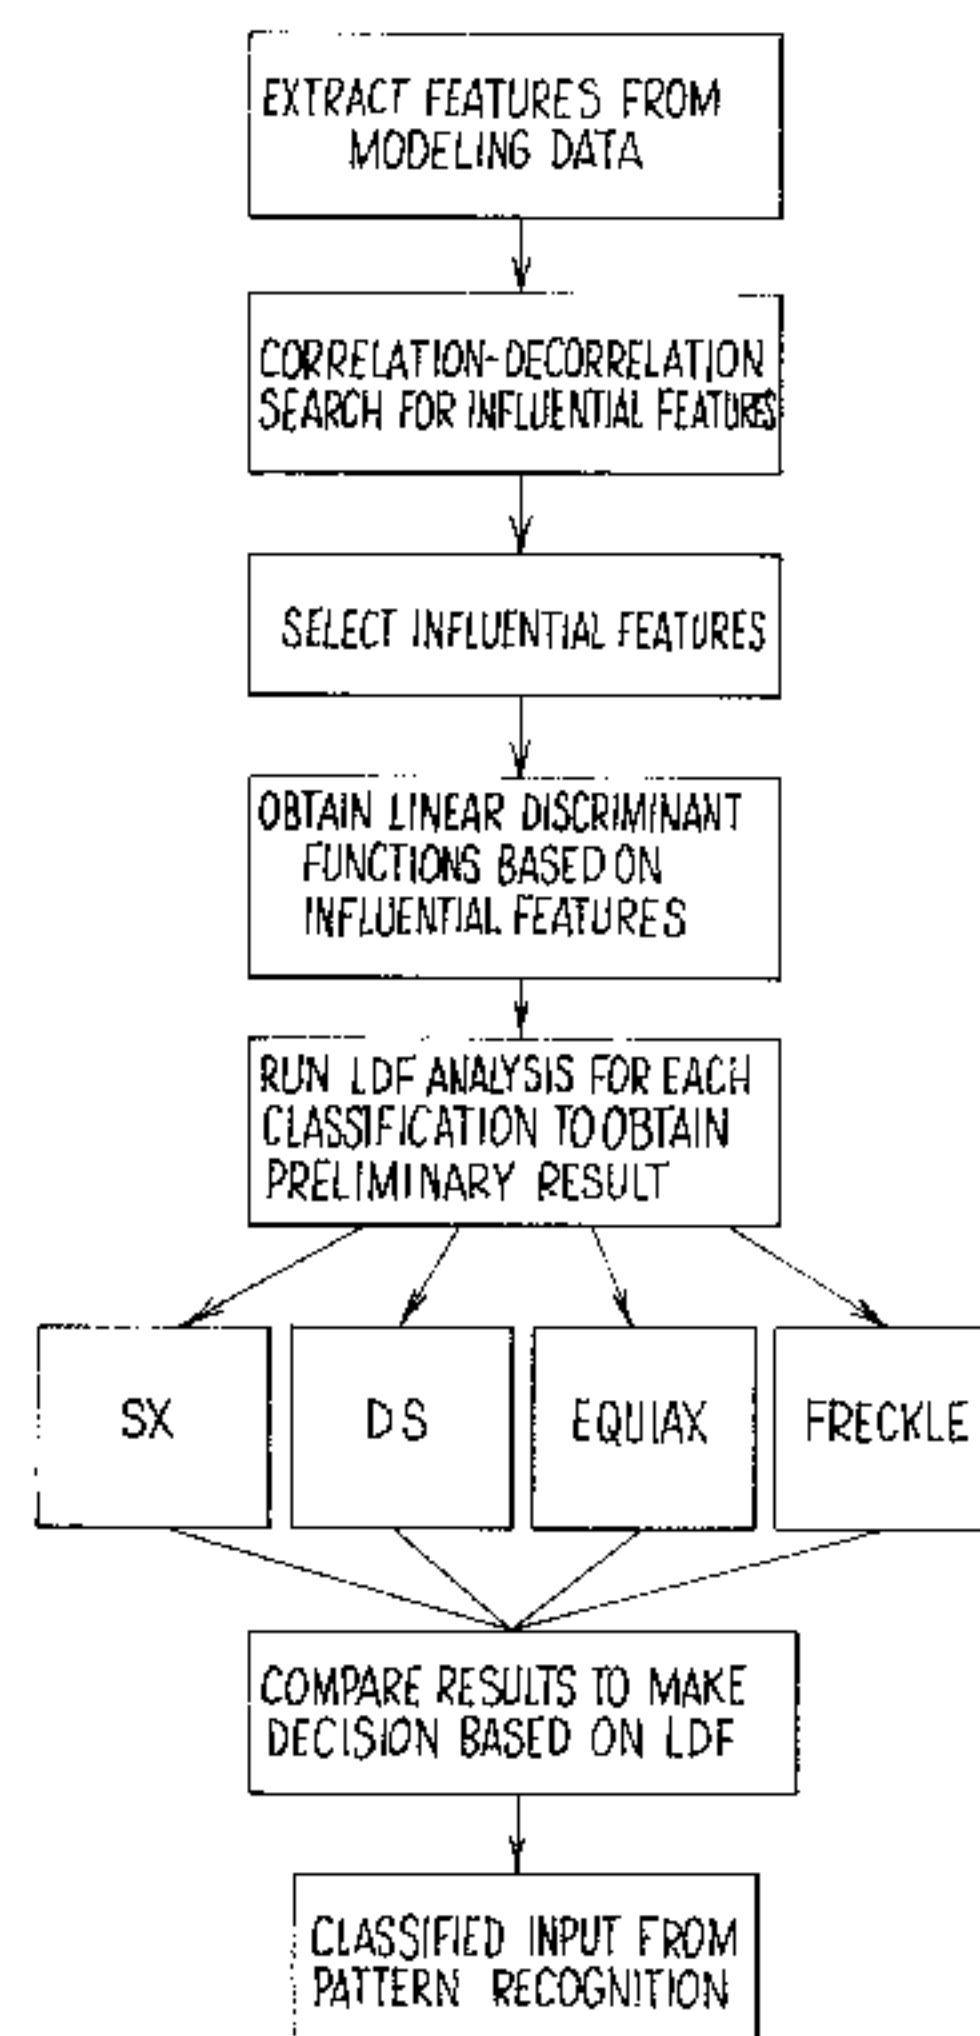 EXTRACT FEATURES FROM
MODELING DATA
CORRELATION-DECORRELATION
SEARCH FOR INFLUENTIAL FEATURES
SELECT INFLUENTIAL FEATURES
OBTAIN LINEAR DISCRIMINANT
FUNCTIONS BASED ON
INFLUENTIAL FEATURES
RUN LDF ANALYSIS FOR EACH
CLASSIFICATION TO OBTAIN
PRELIMINARY RESULT
SX
DS
EQUIAX
FRECKLE
COMPARE RESULTS TO MAKE
DECISION BASED ON LDF
CLASSIFIED INPUT FROM
PATTERN RECOGNITION